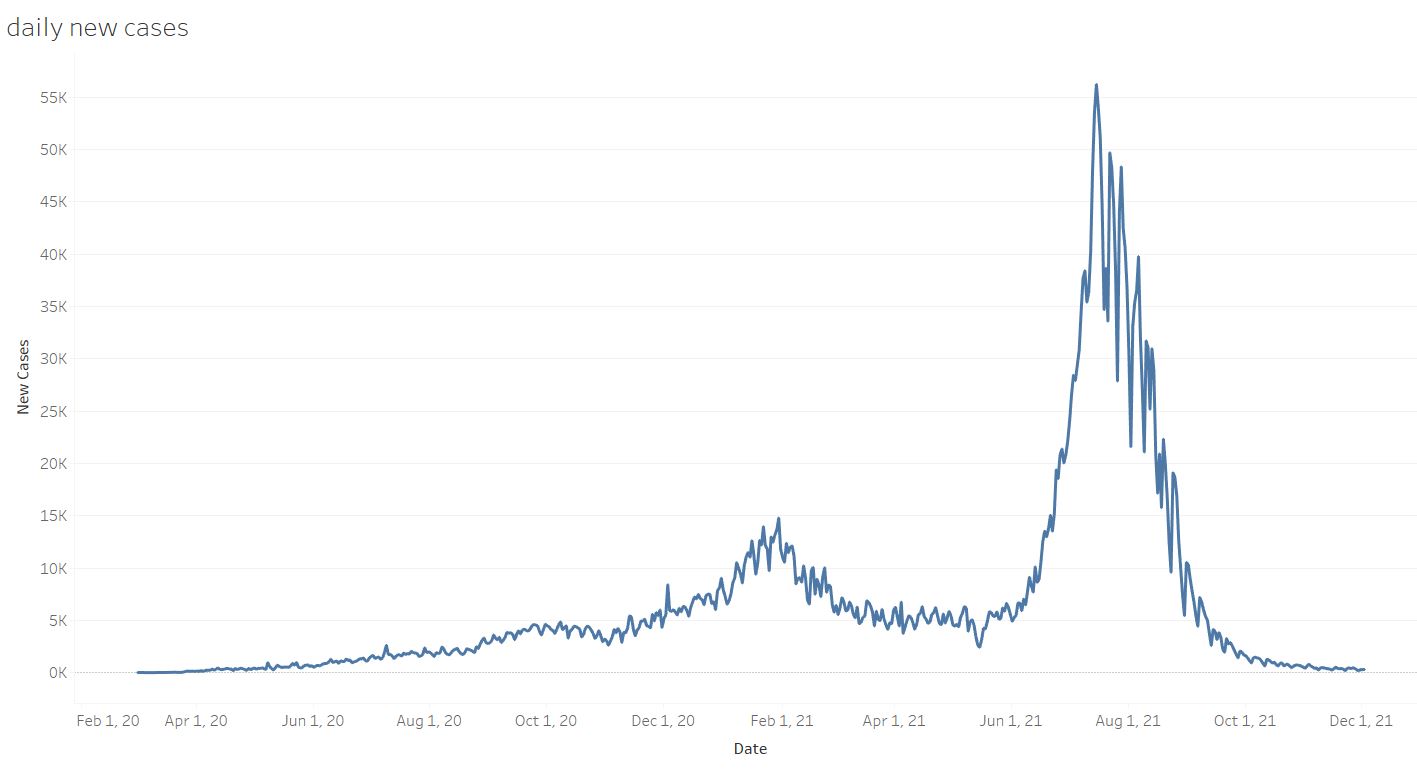 daily new cases
55K
50K
45K
40K
35K
30K
25K
20K
15K
10K
5K
0K
New Cases
Feb 1, 20 Apr 1, 20 Jun 1, 20 Aug 1, 20 Oct 1, 20 Dec 1, 20 Feb 1, 21 Apr 1, 21 Jun 1, 21 Aug 1, 21 Oct 1, 21 Dec 1, 21
Date